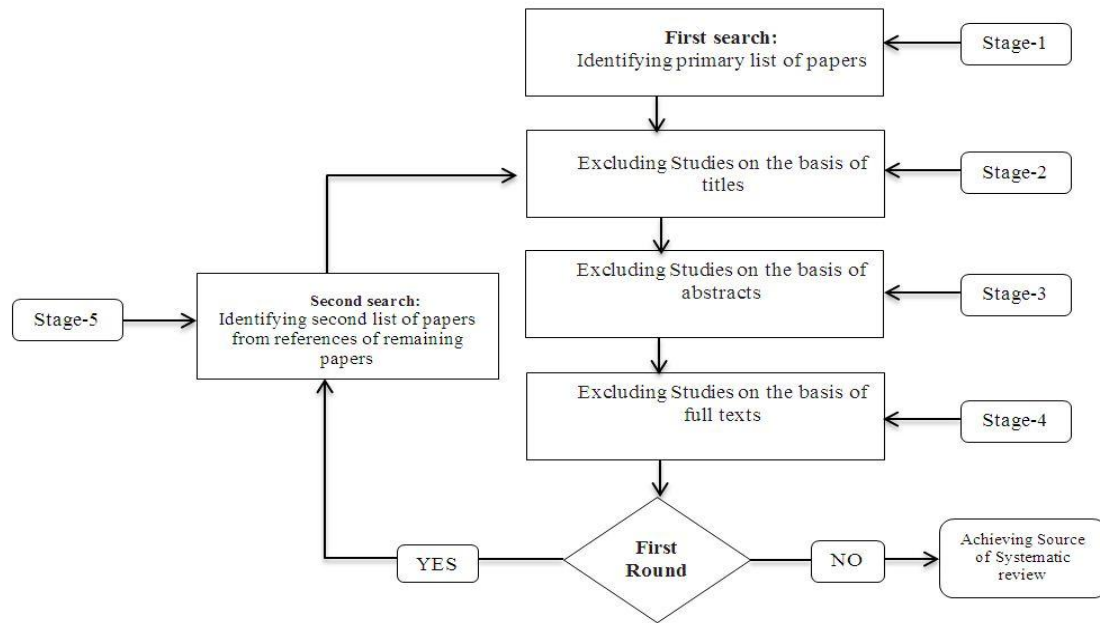 First search:
Identifying primary list of papers
Stage-1
Excluding Studies on the basis of
titles
Stage-2
Excluding Studies on the basis of
abstracts
Stage-3
Second search:
Identifying second list of papers
from references of remaining
papers
Stage-5
Excluding Studies on the basis of
full texts
Stage-4
First
Round
YES
NO
Achieving Source
of Systematic
review